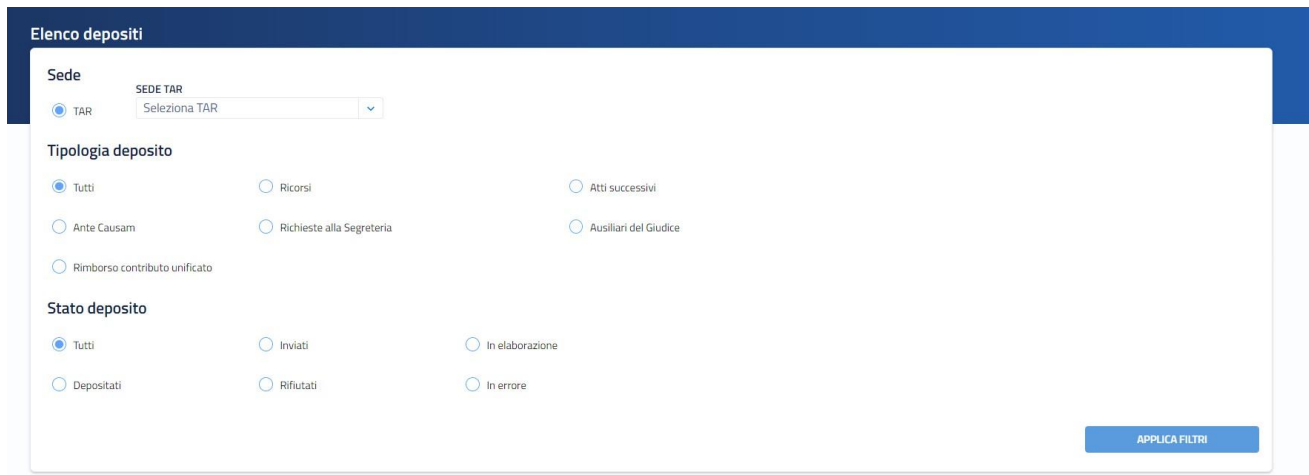 Elenco depositi
Sede
SEDE TAR
TAR Seleziona TAR
Tipologia deposito
Tutti Ricorsi Atti successivi
Ante Causam Richieste alla Segreteria Ausiliari del Giudice
Rimborso contributo unificato
Stato deposito
Tutti Inviati In elaborazione
Depositati Rifiutati In errore
APPLICA FILTRI